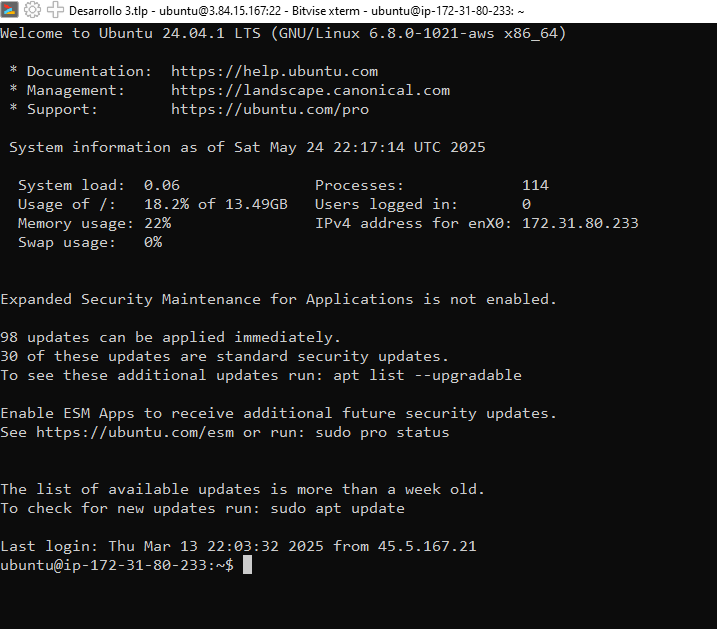 Desarrollo 3.tlp - ubuntu@3.84.15.167:22 - Bitvise xterm - ubuntu@ip-172-31-80-233: ~
Welcome to Ubuntu 24.04.1 LTS (GNU/Linux 6.8.0-1021-aws x86_64)
* Documentation:  https://help.ubuntu.com
* Management:     https://landscape.canonical.com
* Support:        https://ubuntu.com/pro
System information as of Sat May 24 22:17:14 UTC 2025
System load:  0.06               Processes:             114
Usage of /:   18.2% of 13.49GB   Users logged in:       0
Memory usage: 22%                IPv4 address for enX0: 172.31.80.233
Swap usage:   0%
Expanded Security Maintenance for Applications is not enabled.
98 updates can be applied immediately.
30 of these updates are standard security updates.
To see these additional updates run: apt list --upgradable
Enable ESM Apps to receive additional future security updates.
See https://ubuntu.com/esm or run: sudo pro status
The list of available updates is more than a week old.
To check for new updates run: sudo apt update
Last login: Thu Mar 13 22:03:32 2025 from 45.5.167.21
ubuntu@ip-172-31-80-233:~$